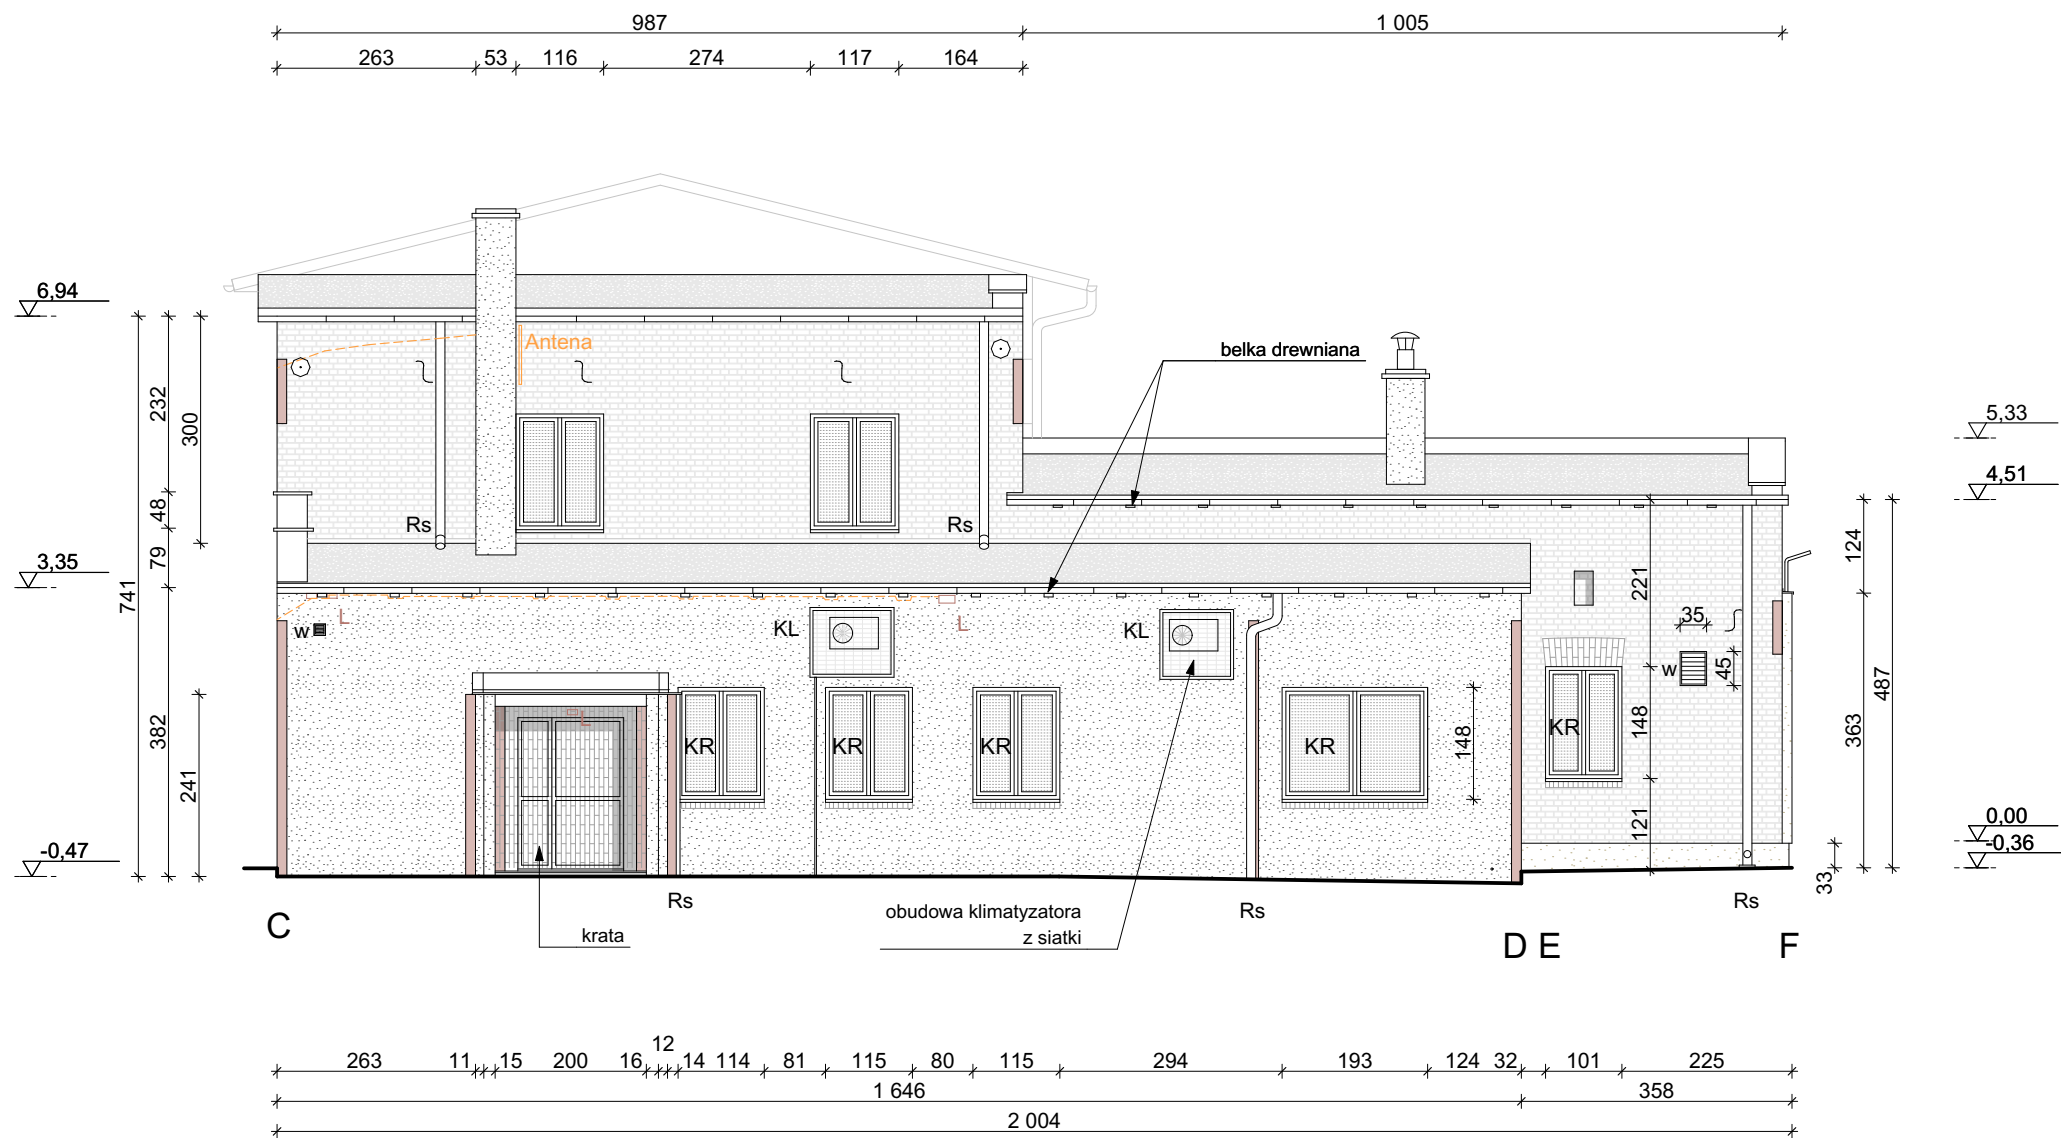 987
1 005
263
53
116
274
117
164
6,94
Antena
belka drewniana
232
300
5,33
4,51
Rs
Rs
48
79
124
3,35
741
221
L
w
KL
L
KL
35
w
45
487
L
KR
KR
KR
KR
148
KR
148
363
382
241
121
0,00
-0,36
-0,47
33
Rs
Rs
Rs
C
obudowa klimatyzatora
z siatki
krata
D E
F
12
263
11
15
200
16
14
114
81
115
80
115
294
193
124
32
101
225
1 646
358
2 004